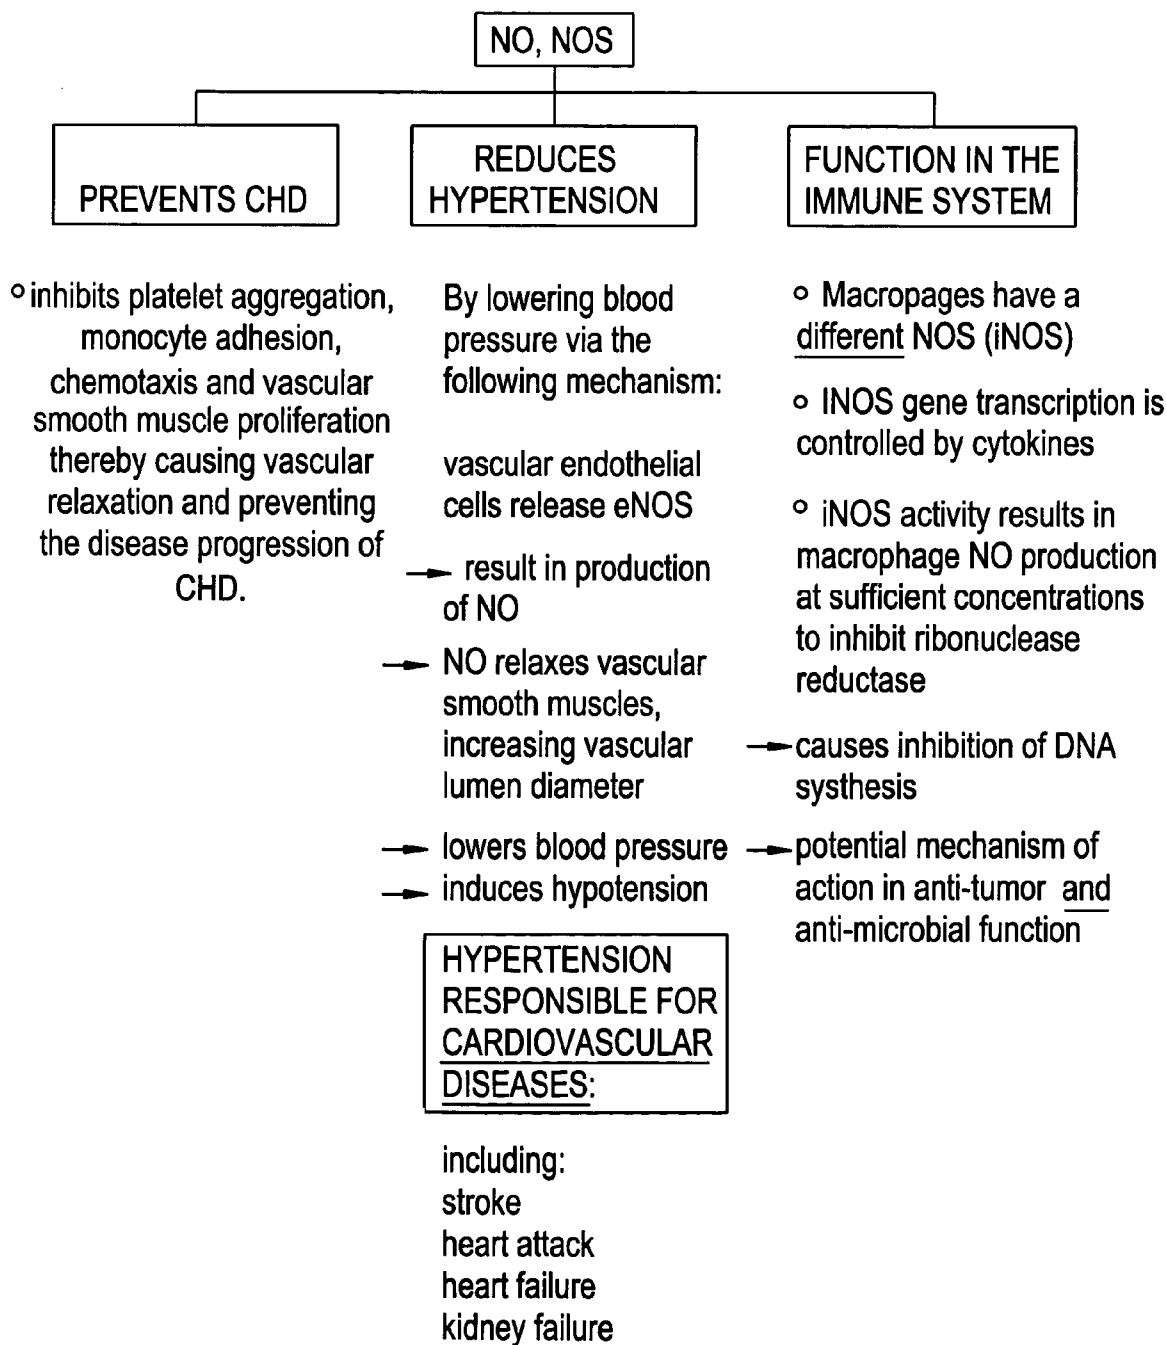 NO, NOS
PREVENTS CHD
° inhibits platelet aggregation,
monocyte adhesion,
chemotaxis and vascular
smooth muscle proliferation
thereby causing vascular
relaxation and preventing
the disease progression of
CHD.
REDUCES
HYPERTENSION
By lowering blood
pressure via the
following mechanism:
vascular endothelial
cells release eNOS
→ result in production
of NO
→ NO relaxes vascular
smooth muscles,
increasing vascular
lumen diameter
→ lowers blood pressure
→ induces hypotension
HYPERTENSION
RESPONSIBLE FOR
CARDIOVASCULAR
DISEASES:
including:
stroke
heart attack
heart failure
kidney failure
FUNCTION IN THE
IMMUNE SYSTEM
° Macropages have a
different NOS (iNOS)
° INOS gene transcription is
controlled by cytokines
° iNOS activity results in
macrophage NO production
at sufficient concentrations
to inhibit ribonuclease
reductase
→ causes inhibition of DNA
systhesis
→ potential mechanism of
action in anti-tumor and
anti-microbial function